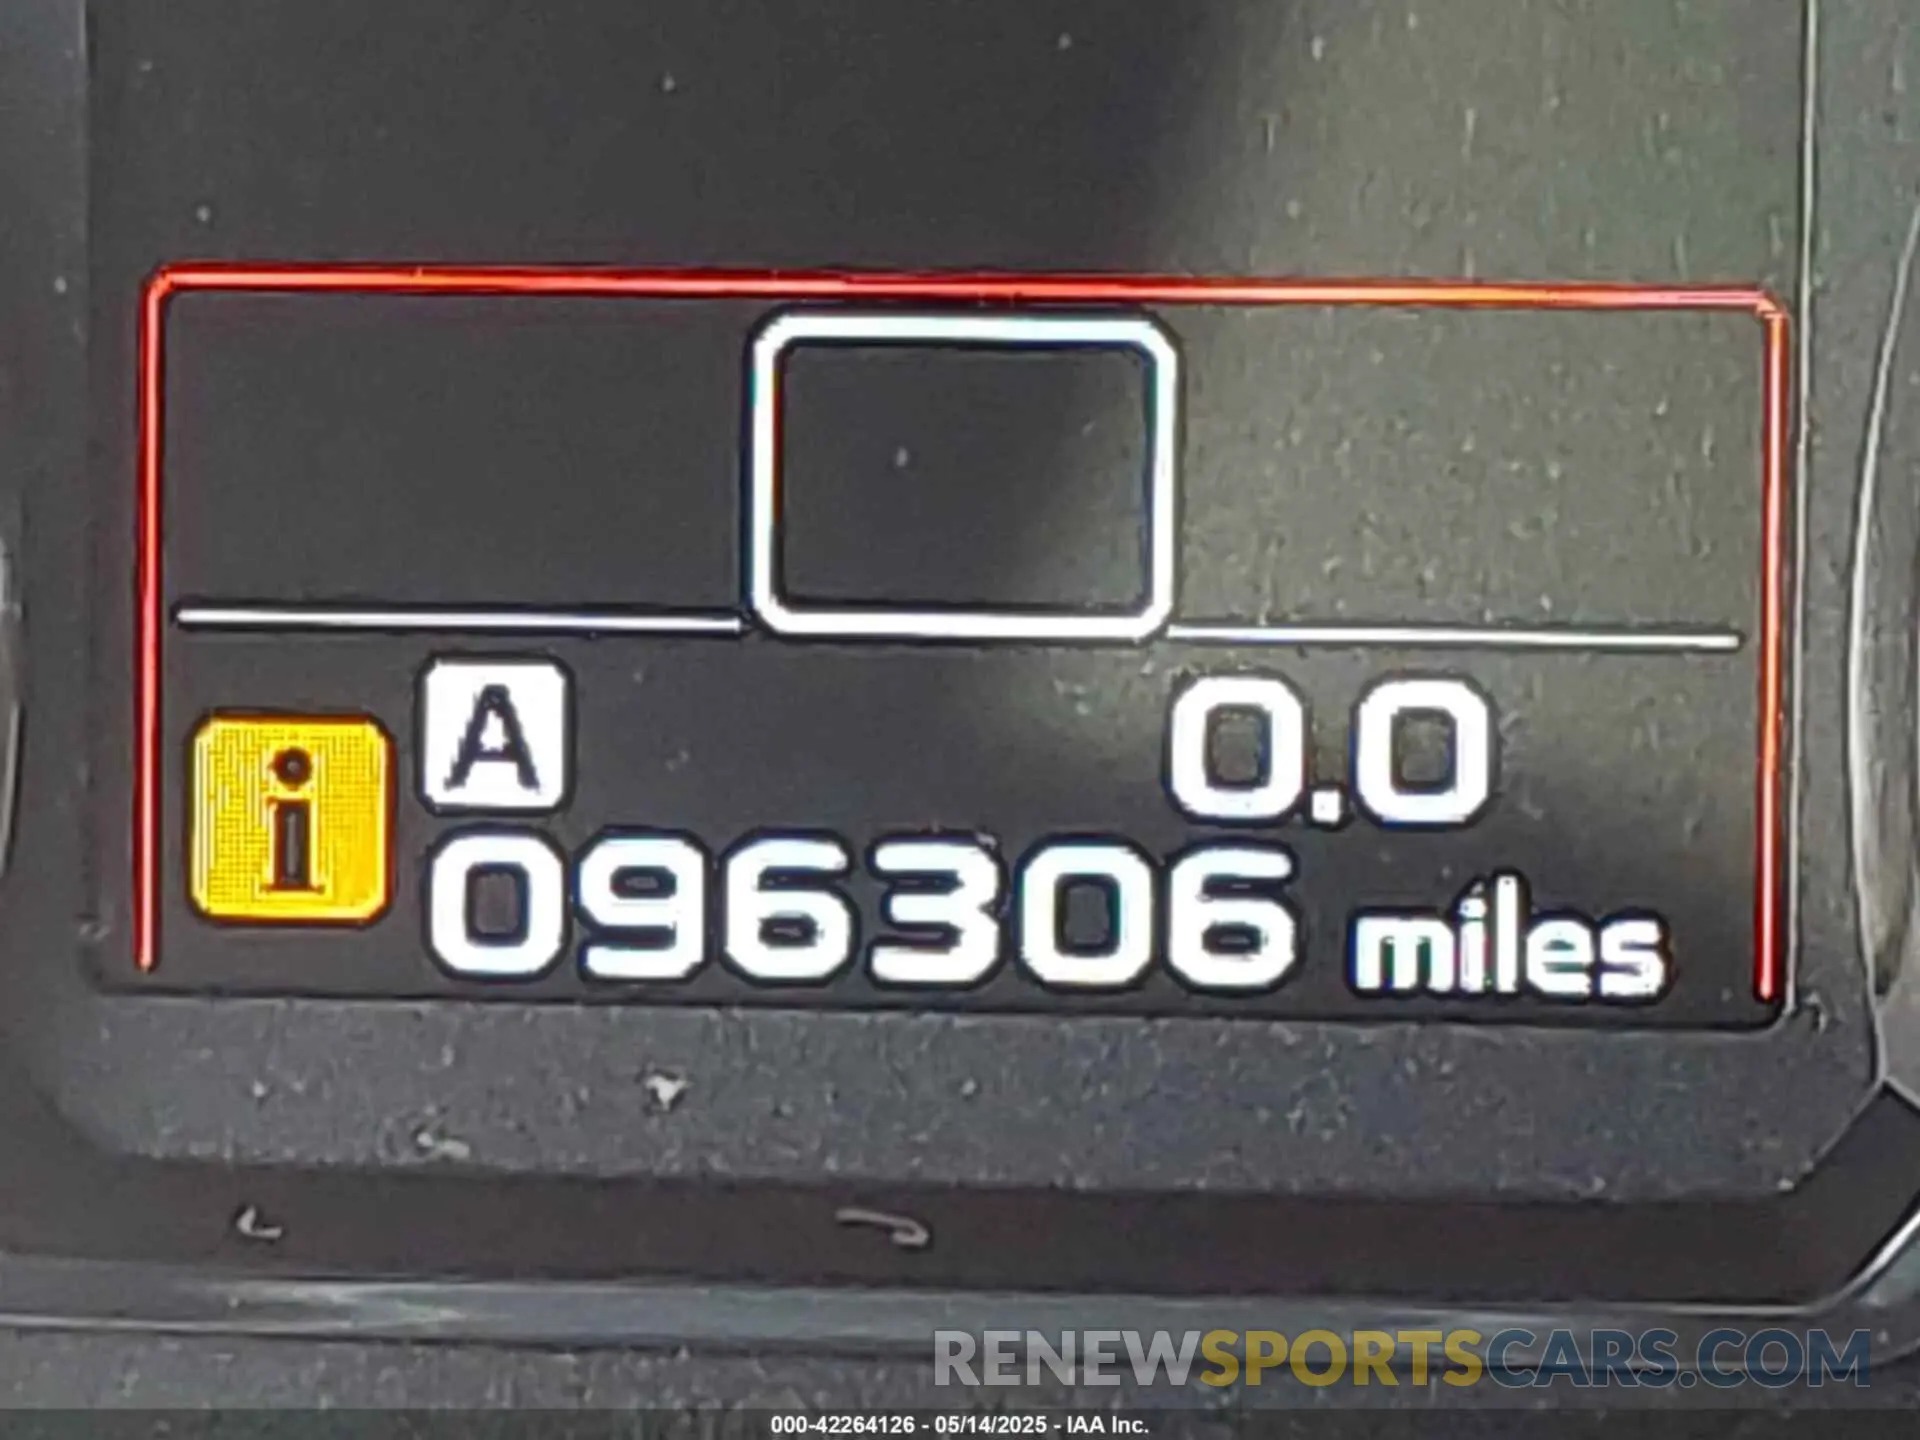 A 0.0
i 096306 miles
RENEWSPORTSCARS.COM
000-42264126 - 05/14/2025 - IAA Inc.